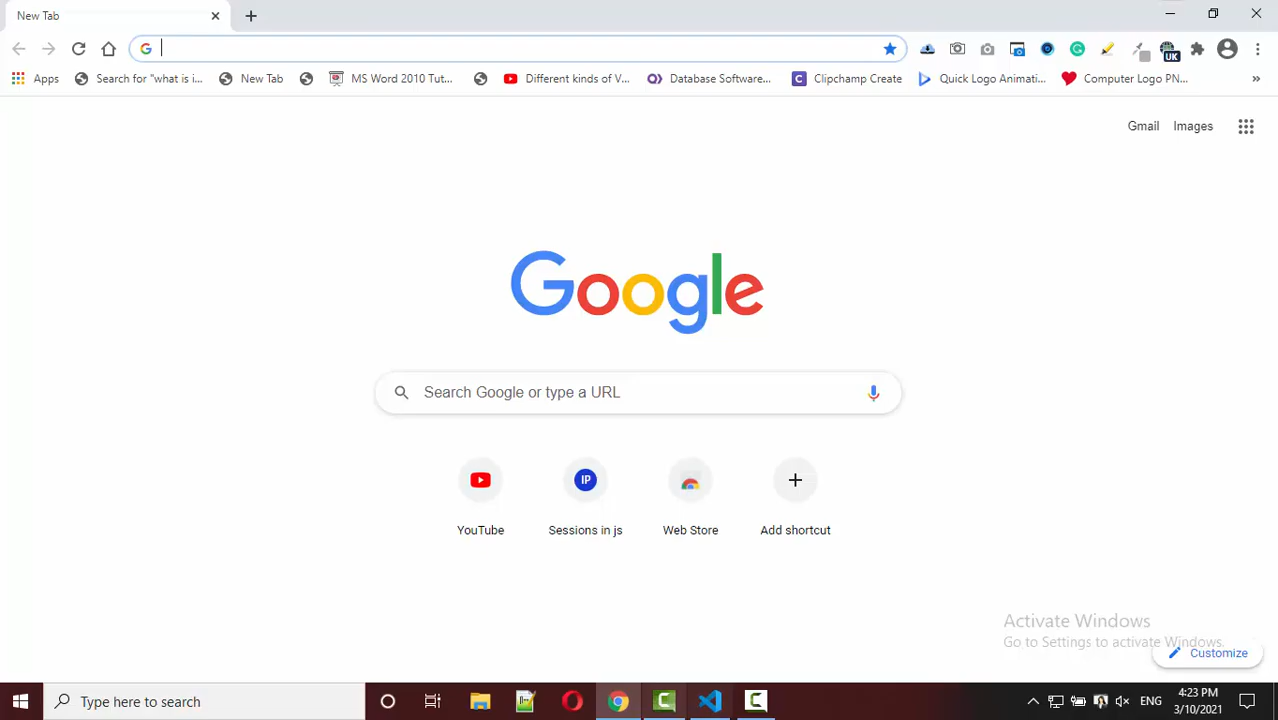 New Tab
Apps
Search for "what is i...
New Tab
MS Word 2010 Tut...
Different kinds of V...
Database Software...
Clipchamp Create
Quick Logo Animati...
Computer Logo PN...
»
UK
Gmail
Images
Google
Search Google or type a URL
IP
YouTube
Sessions in js
Web Store
Add shortcut
Activate Windows
Go to Settings to activate Windows.
Customize
Type here to search
ENG
4:23 PM
3/10/2021